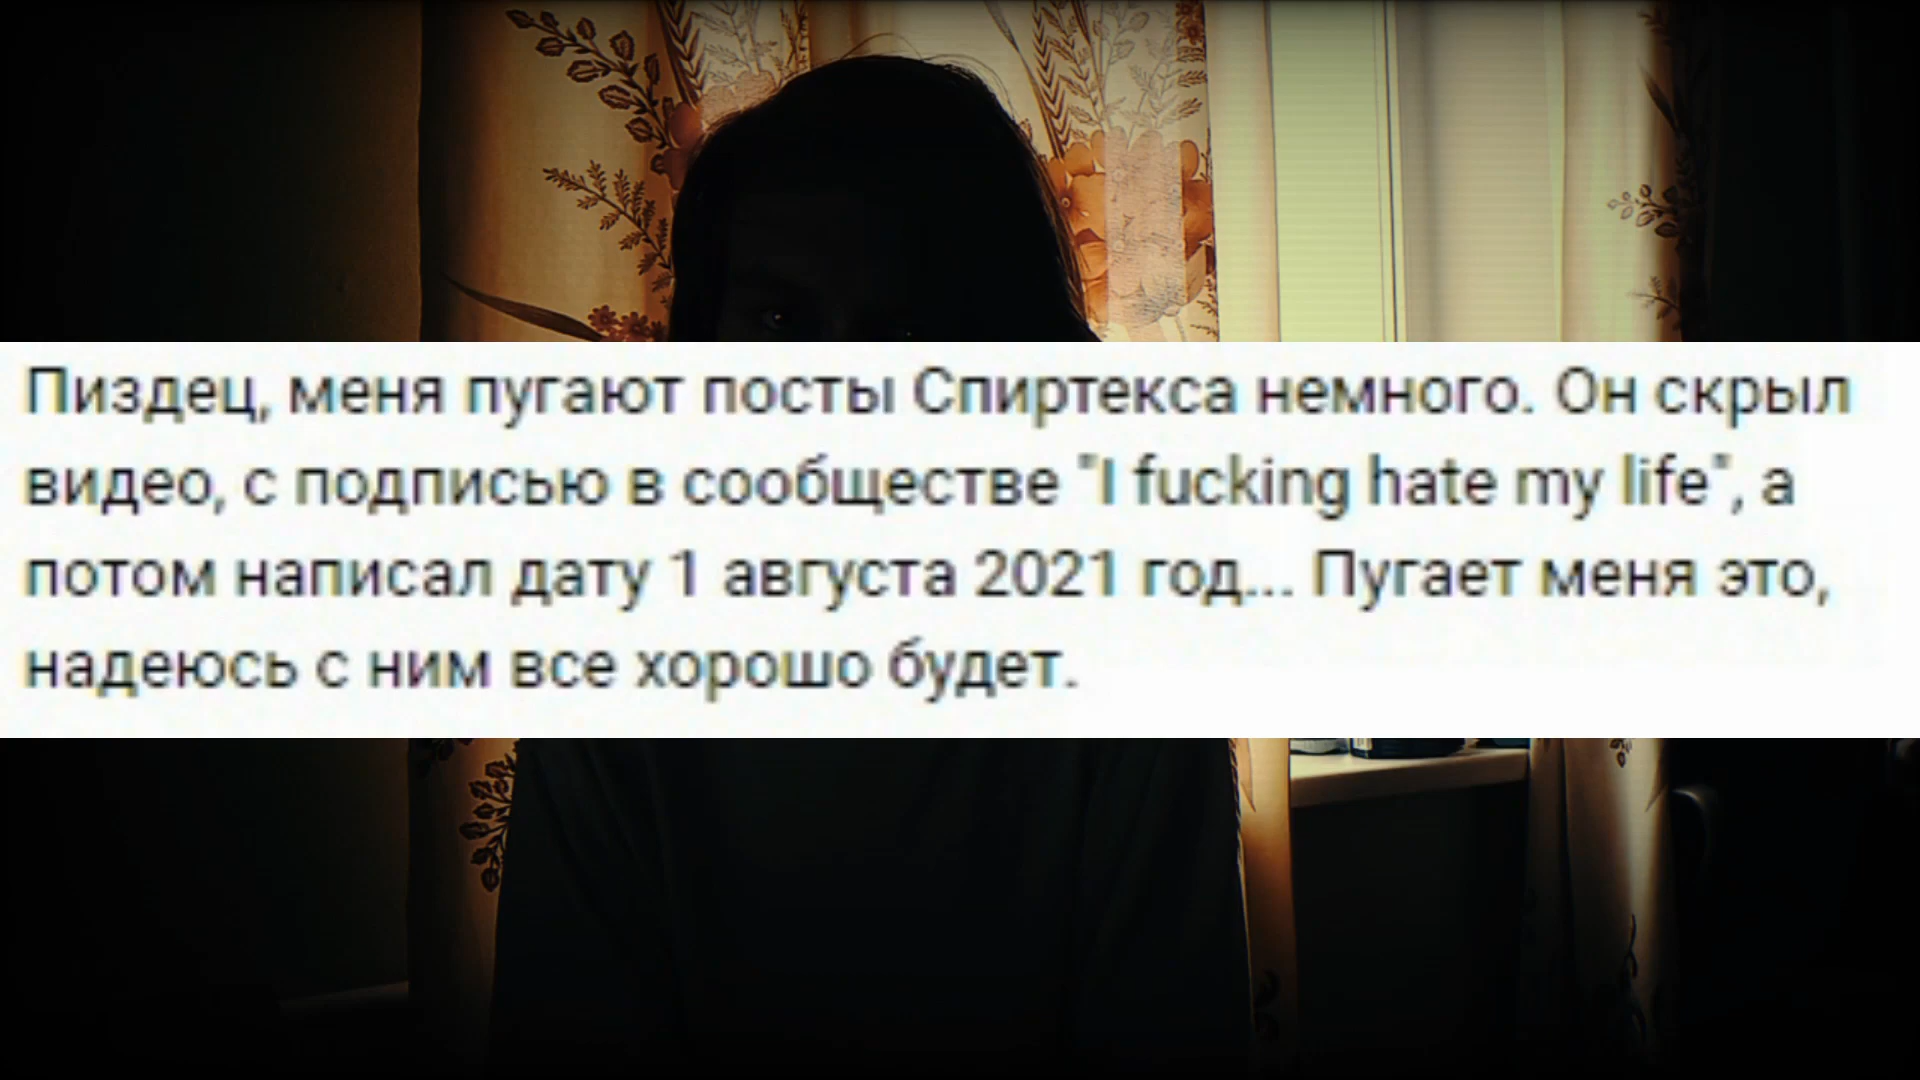 Пиздец, меня пугают посты Спиртекса немного. Он скрыл
видео, с подписью в сообществе "I fucking hate my life", а
потом написал дату 1 августа 2021 год... Пугает меня это,
надеюсь с ним все хорошо будет.